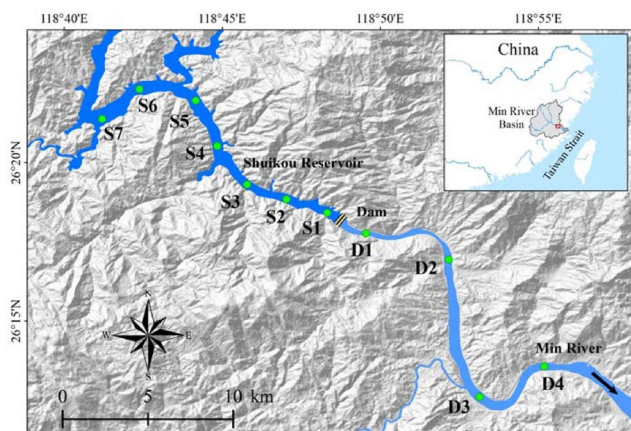 118°40'E
118°45'E
118°50'E
118°55'E
China
Min River
Basin
Taiwan Strait
S6
S7
S5
S4
Shuikou Reservoir
26°20'N
S3
S2
S1
Dam
D1
D2
26°15'N
N
W
E
S
Min River
D4
D3
0
5
10 km